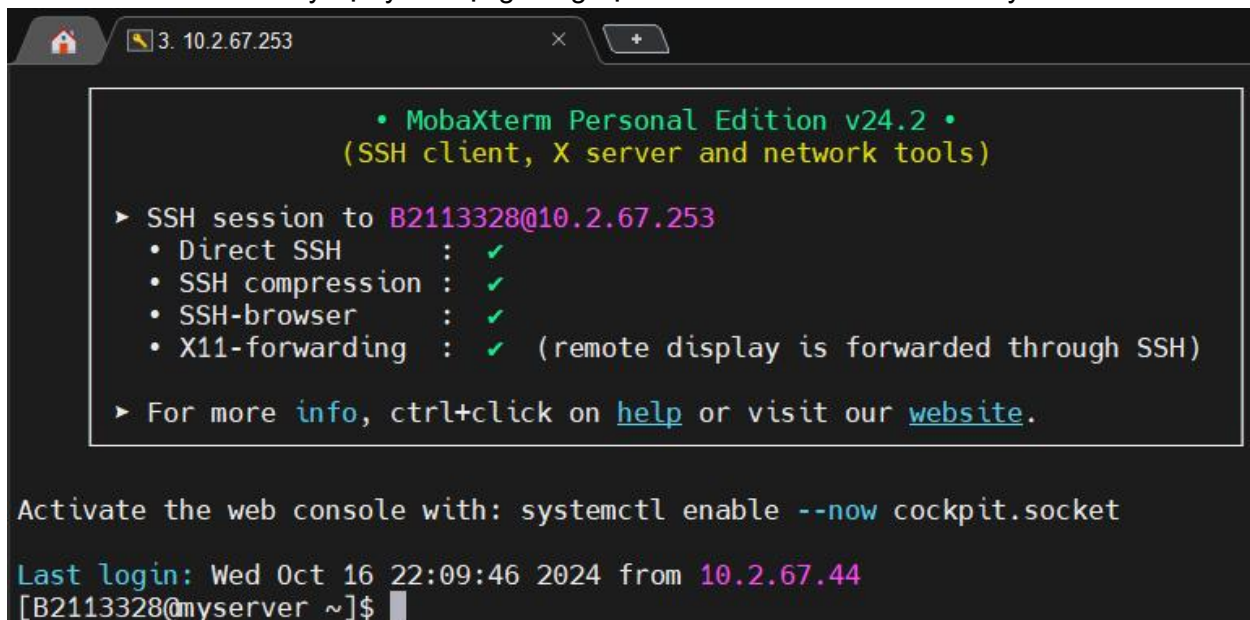 3. 10.2.67.253
• MobaXterm Personal Edition v24.2 •
(SSH client, X server and network tools)
➤ SSH session to B2113328@10.2.67.253
• Direct SSH : ✔
• SSH compression : ✔
• SSH-browser : ✔
• X11-forwarding : ✔ (remote display is forwarded through SSH)
➤ For more info, ctrl+click on help or visit our website.
Activate the web console with: systemctl enable --now cockpit.socket
Last login: Wed Oct 16 22:09:46 2024 from 10.2.67.44
[B2113328@myserver ~]$